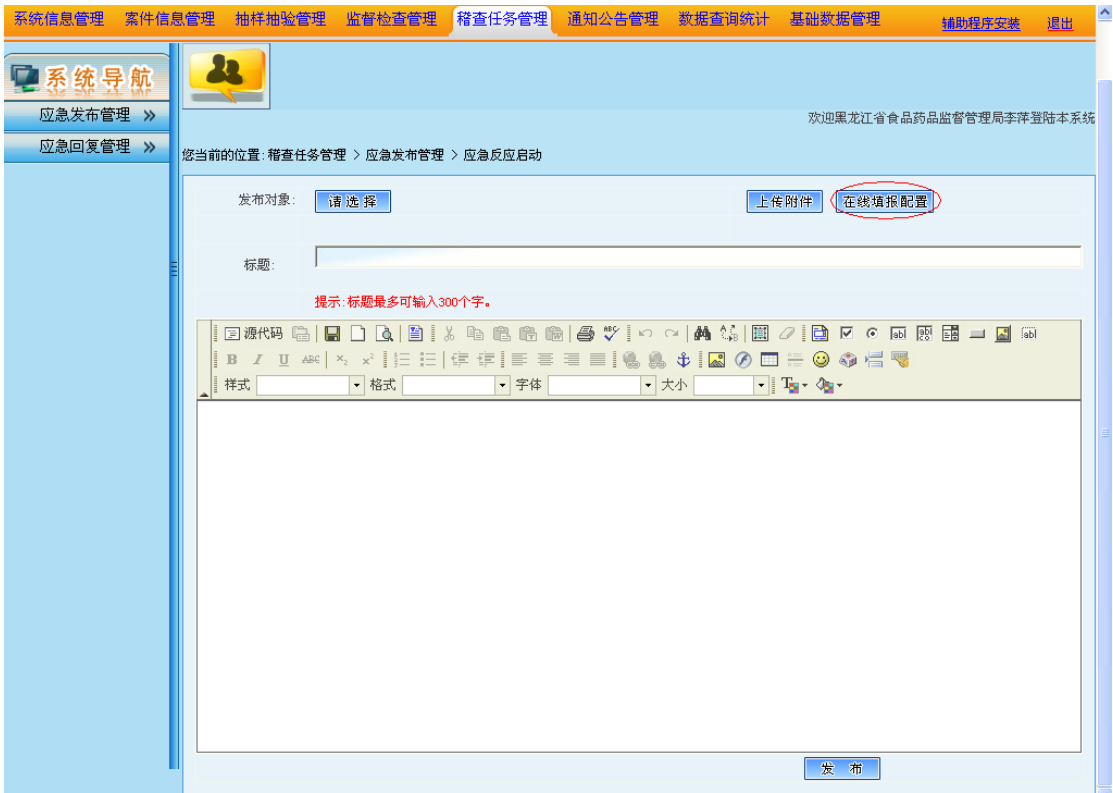 系统信息管理 案件信息管理 抽样抽验管理 监督检查管理 稽查任务管理 通知公告管理 数据查询统计 基础数据管理 辅助程序安装 退出
系统导航
应急发布管理 »
应急回复管理 »
欢迎黑龙江省食品药品监督管理局李萍登陆本系统
您当前的位置:稽查任务管理 > 应急发布管理 > 应急反应启动
发布对象: 请选择 上传附件 在线填报配置
标题:
提示:标题最多可输入300个字。
源代码
B I U ABC x₂ x²
样式 格式 字体 大小
发 布